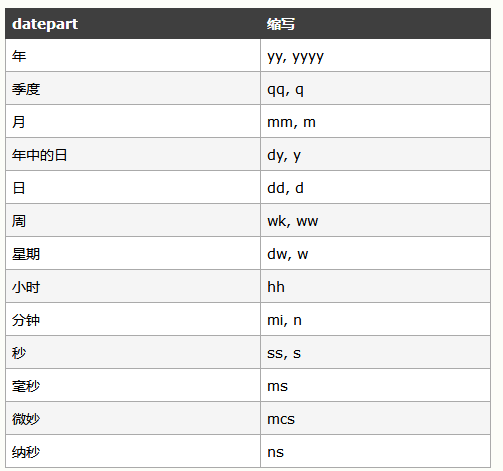 datepart 缩写
年 yy, yyyy
季度 qq, q
月 mm, m
年中的日 dy, y
日 dd, d
周 wk, ww
星期 dw, w
小时 hh
分钟 mi, n
秒 ss, s
毫秒 ms
微妙 mcs
纳秒 ns